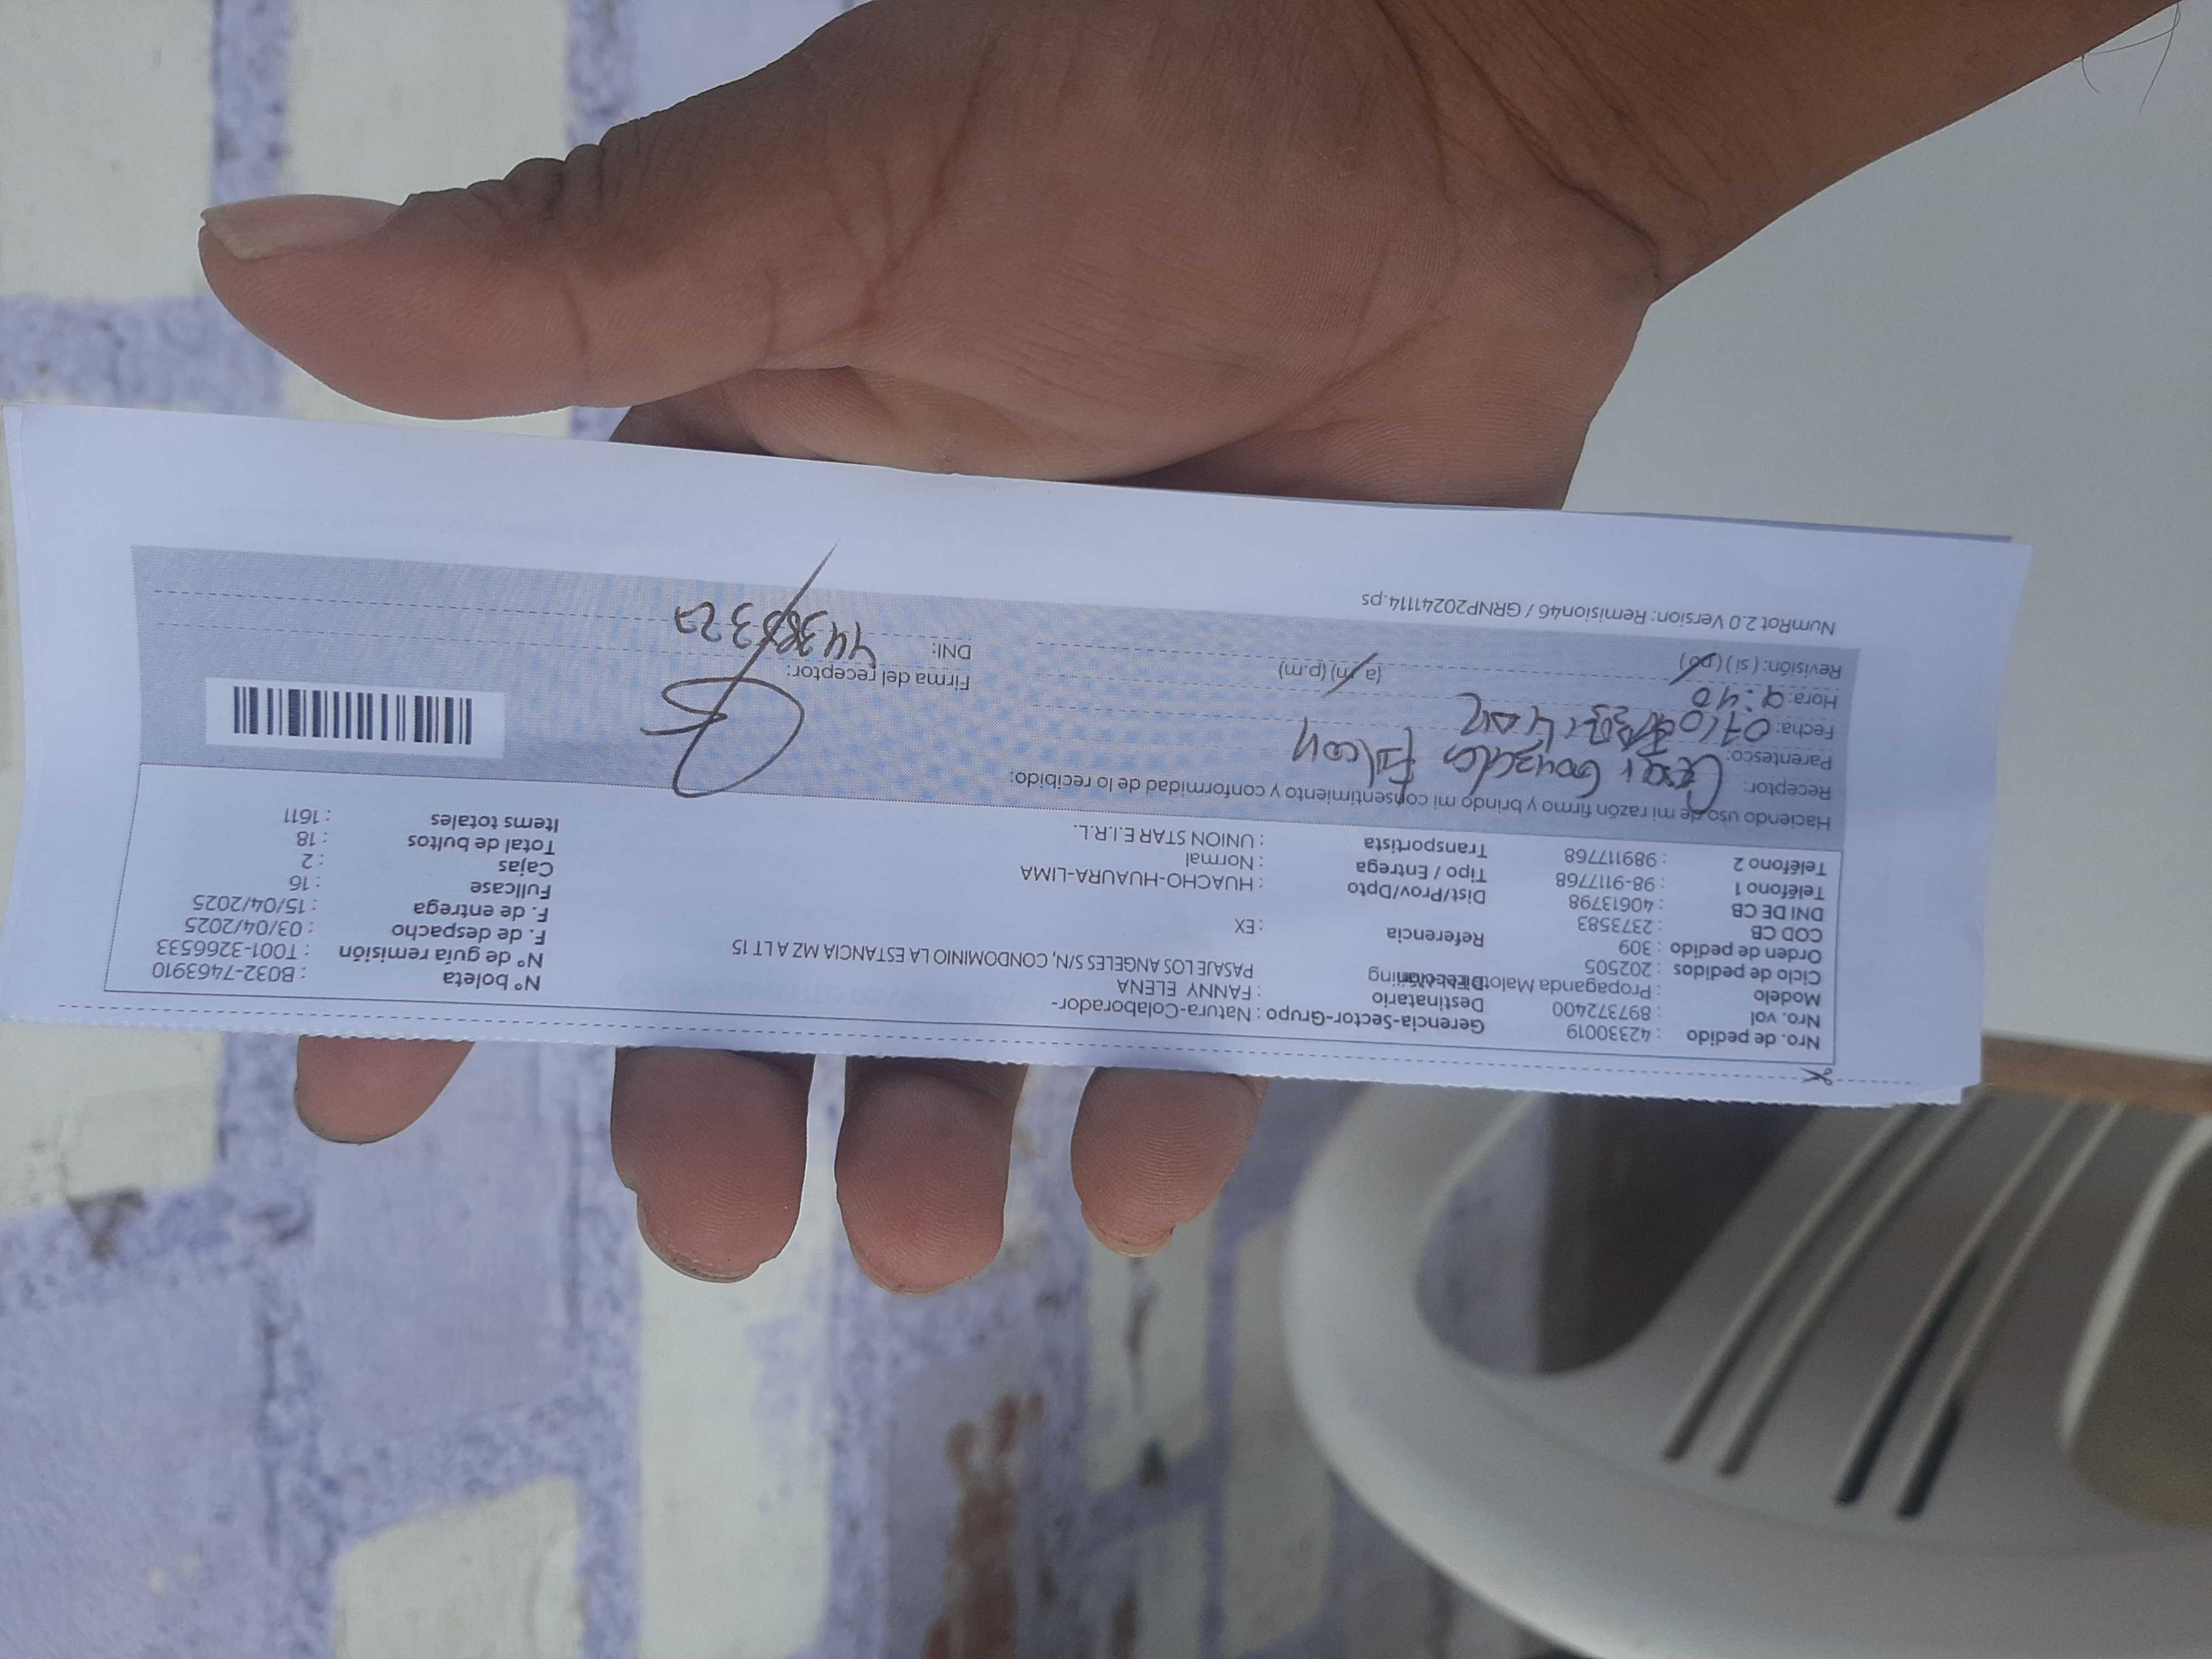 Nro. de pedido : 42330019
Nro. vol : 897372400
Modelo : Propaganda Malote
Ciclo de pedidos : 202505
Orden de pedido : 309
COD CB : 2373583
DNI DE CB : 40613798
Teléfono 1 : 98-9117768
Teléfono 2 : 989117768
Gerencia-Sector-Grupo : Natura-Colaborador-
Destinatario : FANNY ELENA
Dirección PASAJE LOS ANGELES S/N, CONDOMINIO LA ESTANCIA MZ A LT 15
Referencia : EX
Dist/Prov/Dpto : HUACHO-HUAURA-LIMA
Tipo / Entrega : Normal
Transportista : UNION STAR E.I.R.L.
N° boleta : B032-7463910
N° de guía remisión : T001-3266533
F. de despacho : 03/04/2025
F. de entrega : 15/04/2025
Fullcase : 16
Cajas : 2
Total de bultos : 18
Items totales : 1611
Haciendo uso de mi razón firmo y brindo mi consentimiento y conformidad de lo recibido:
Receptor: Falcon
Parentesco:
Fecha:
Hora: 9:40 (a.m) (p.m)
Revisión: (si) (no)
Firma del receptor:
DNI:
NumRot 2.0 Version: Remision46 / GRNP20241114.ps